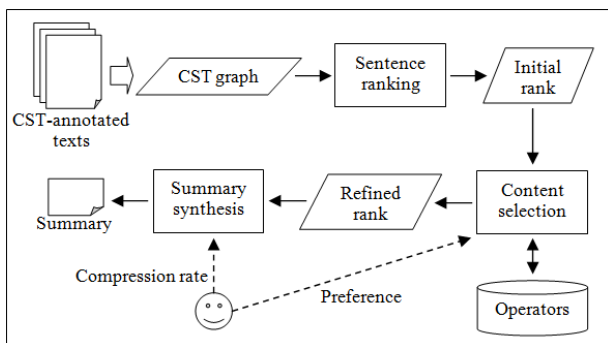 CST-annotated
texts
CST graph
Sentence
ranking
Initial
rank
Summary
Summary
synthesis
Refined
rank
Content
selection
Compression rate
Preference
Operators